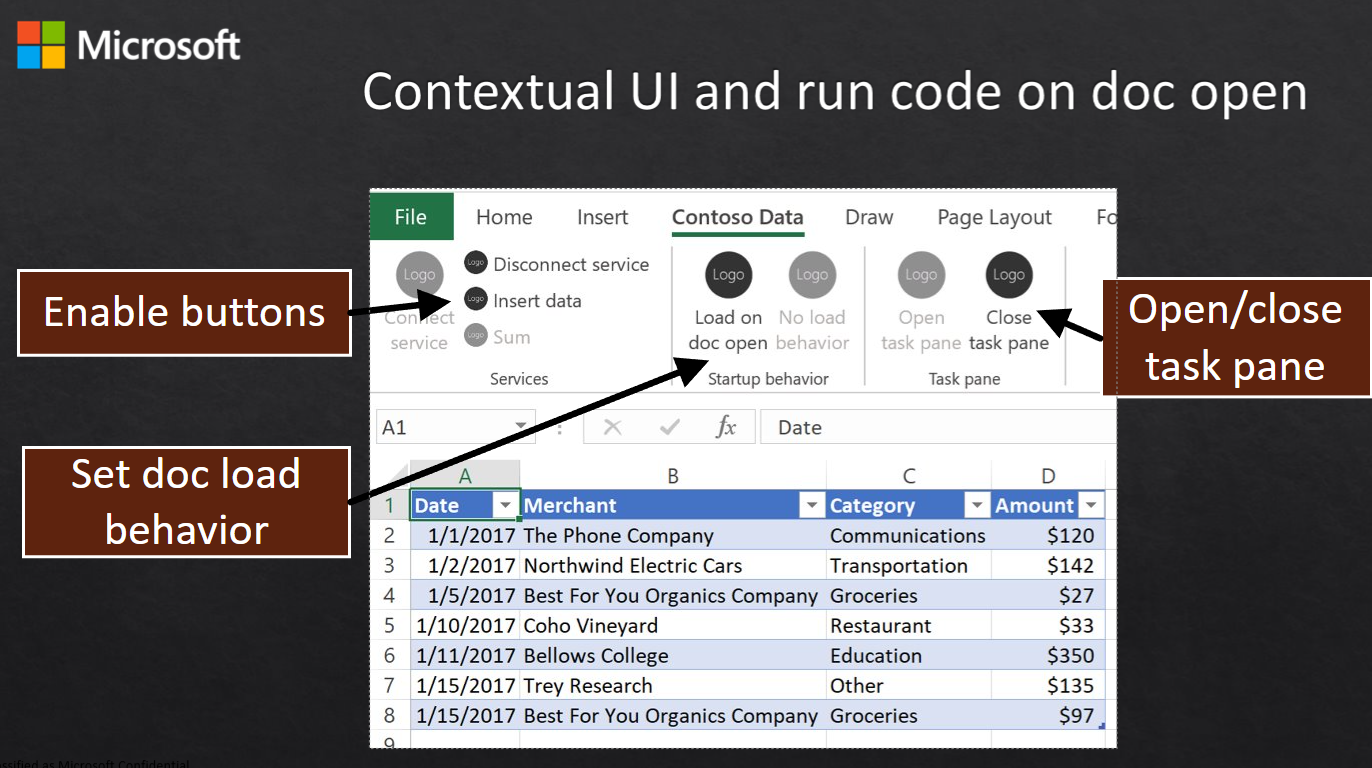 Microsoft
Contextual UI and run code on doc open
File Home Insert Contoso Data Draw Page Layout Fo
Logo
Connect
service
Logo Disconnect service
Logo Insert data
Logo Sum
Services
Logo Logo
Load on No load
doc open behavior
Startup behavior
Logo Logo
Open Close
task pane task pane
Task pane
Enable buttons
Open/close
task pane
Set doc load
behavior
A1 fx Date
A B C D
1 Date Merchant Category Amount
2 1/1/2017 The Phone Company Communications $120
3 1/2/2017 Northwind Electric Cars Transportation $142
4 1/5/2017 Best For You Organics Company Groceries $27
5 1/10/2017 Coho Vineyard Restaurant $33
6 1/11/2017 Bellows College Education $350
7 1/15/2017 Trey Research Other $135
8 1/15/2017 Best For You Organics Company Groceries $97
9
assified as Microsoft Confidential